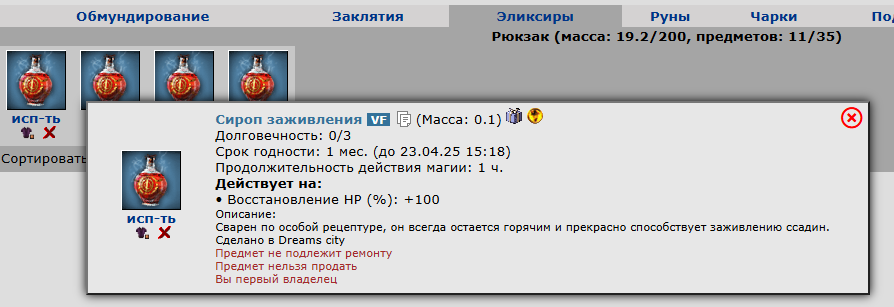 Обмундирование Заклятия Эликсиры Руны Чарки
Рюкзак (масса: 19.2/200, предметов: 11/35)
исп-ть
Сортировать
Сироп заживления VF (Масса: 0.1)
Долговечность: 0/3
Срок годности: 1 мес. (до 23.04.25 15:18)
Продолжительность действия магии: 1 ч.
Действует на:
• Восстановление HP (%): +100
Описание:
Сварен по особой рецептуре, он всегда остается горячим и прекрасно способствует заживлению ссадин.
Сделано в Dreams city
Предмет не подлежит ремонту
Предмет нельзя продать
Вы первый владелец
исп-ть